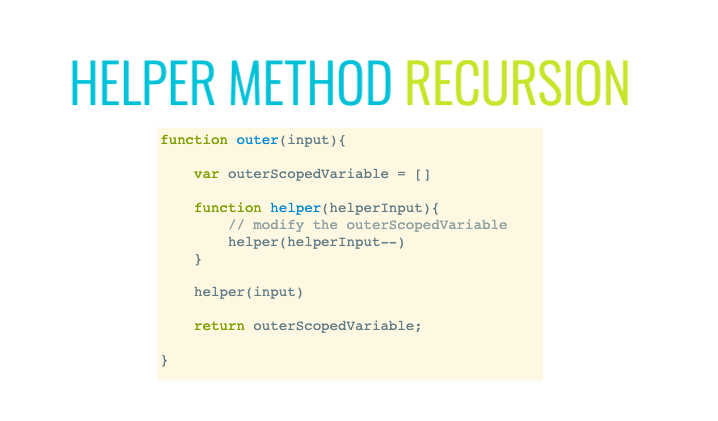 HELPER METHOD RECURSION
function outer(input){
var outerScopedVariable = []
function helper(helperInput){
// modify the outerScopedVariable
helper(helperInput--)
}
helper(input)
return outerScopedVariable;
}